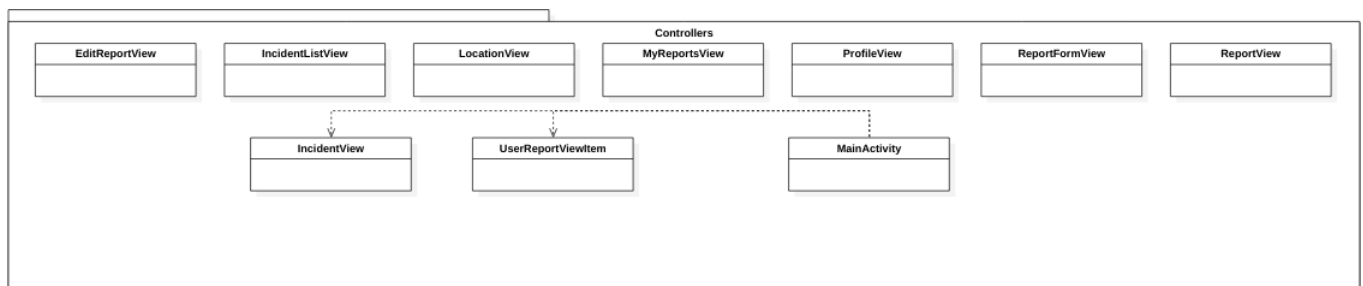 Controllers
EditReportView
IncidentListView
LocationView
MyReportsView
ProfileView
ReportFormView
ReportView
IncidentView
UserReportViewItem
MainActivity